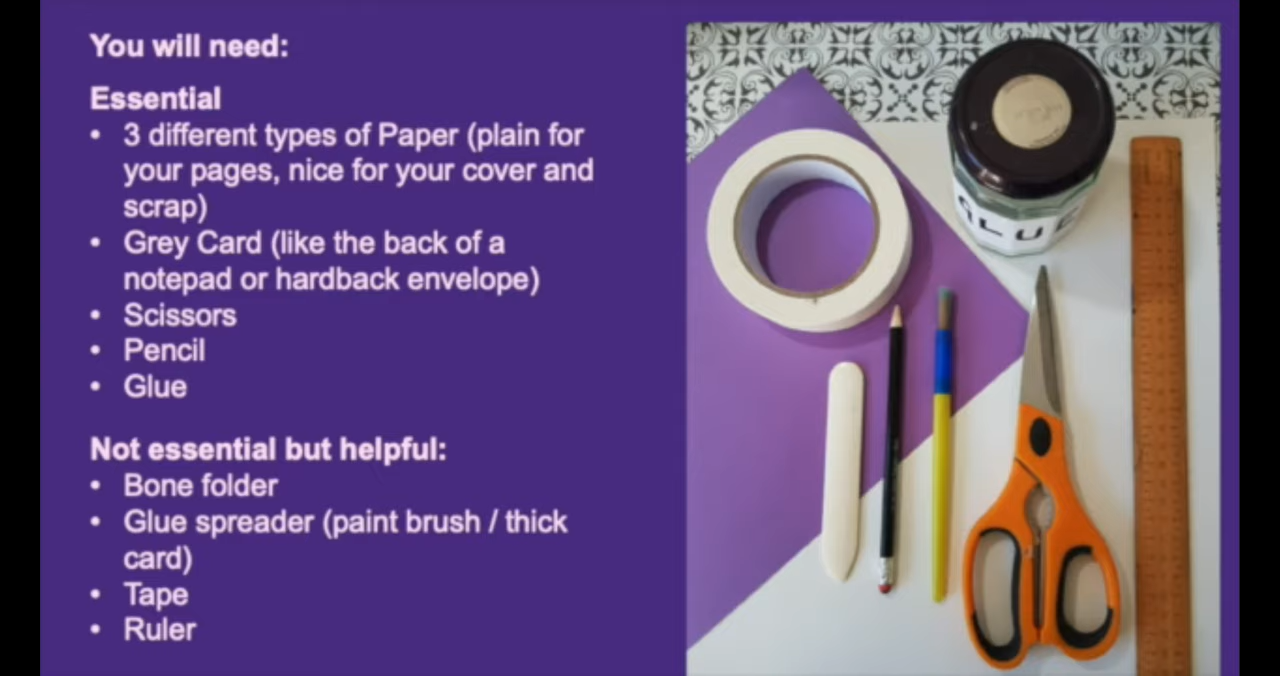 You will need:
Essential
• 3 different types of Paper (plain for
your pages, nice for your cover and
scrap)
• Grey Card (like the back of a
notepad or hardback envelope)
• Scissors
• Pencil
• Glue
Not essential but helpful:
• Bone folder
• Glue spreader (paint brush / thick
card)
• Tape
• Ruler
GLUE